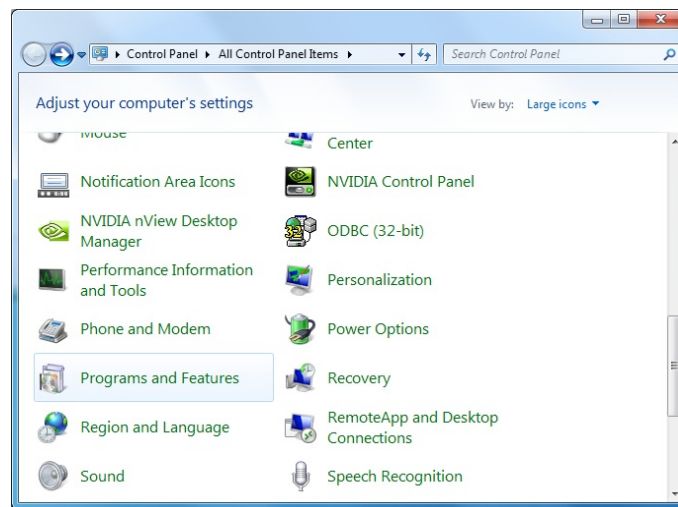 Control Panel All Control Panel Items Search Control Panel
Adjust your computer's settings View by: Large icons
Mouse Center
Notification Area Icons NVIDIA Control Panel
NVIDIA nView Desktop
Manager
32 ODBC (32-bit)
Performance Information
and Tools
Personalization
Phone and Modem Power Options
Programs and Features Recovery
Region and Language
RemoteApp and Desktop
Connections
Sound Speech Recognition